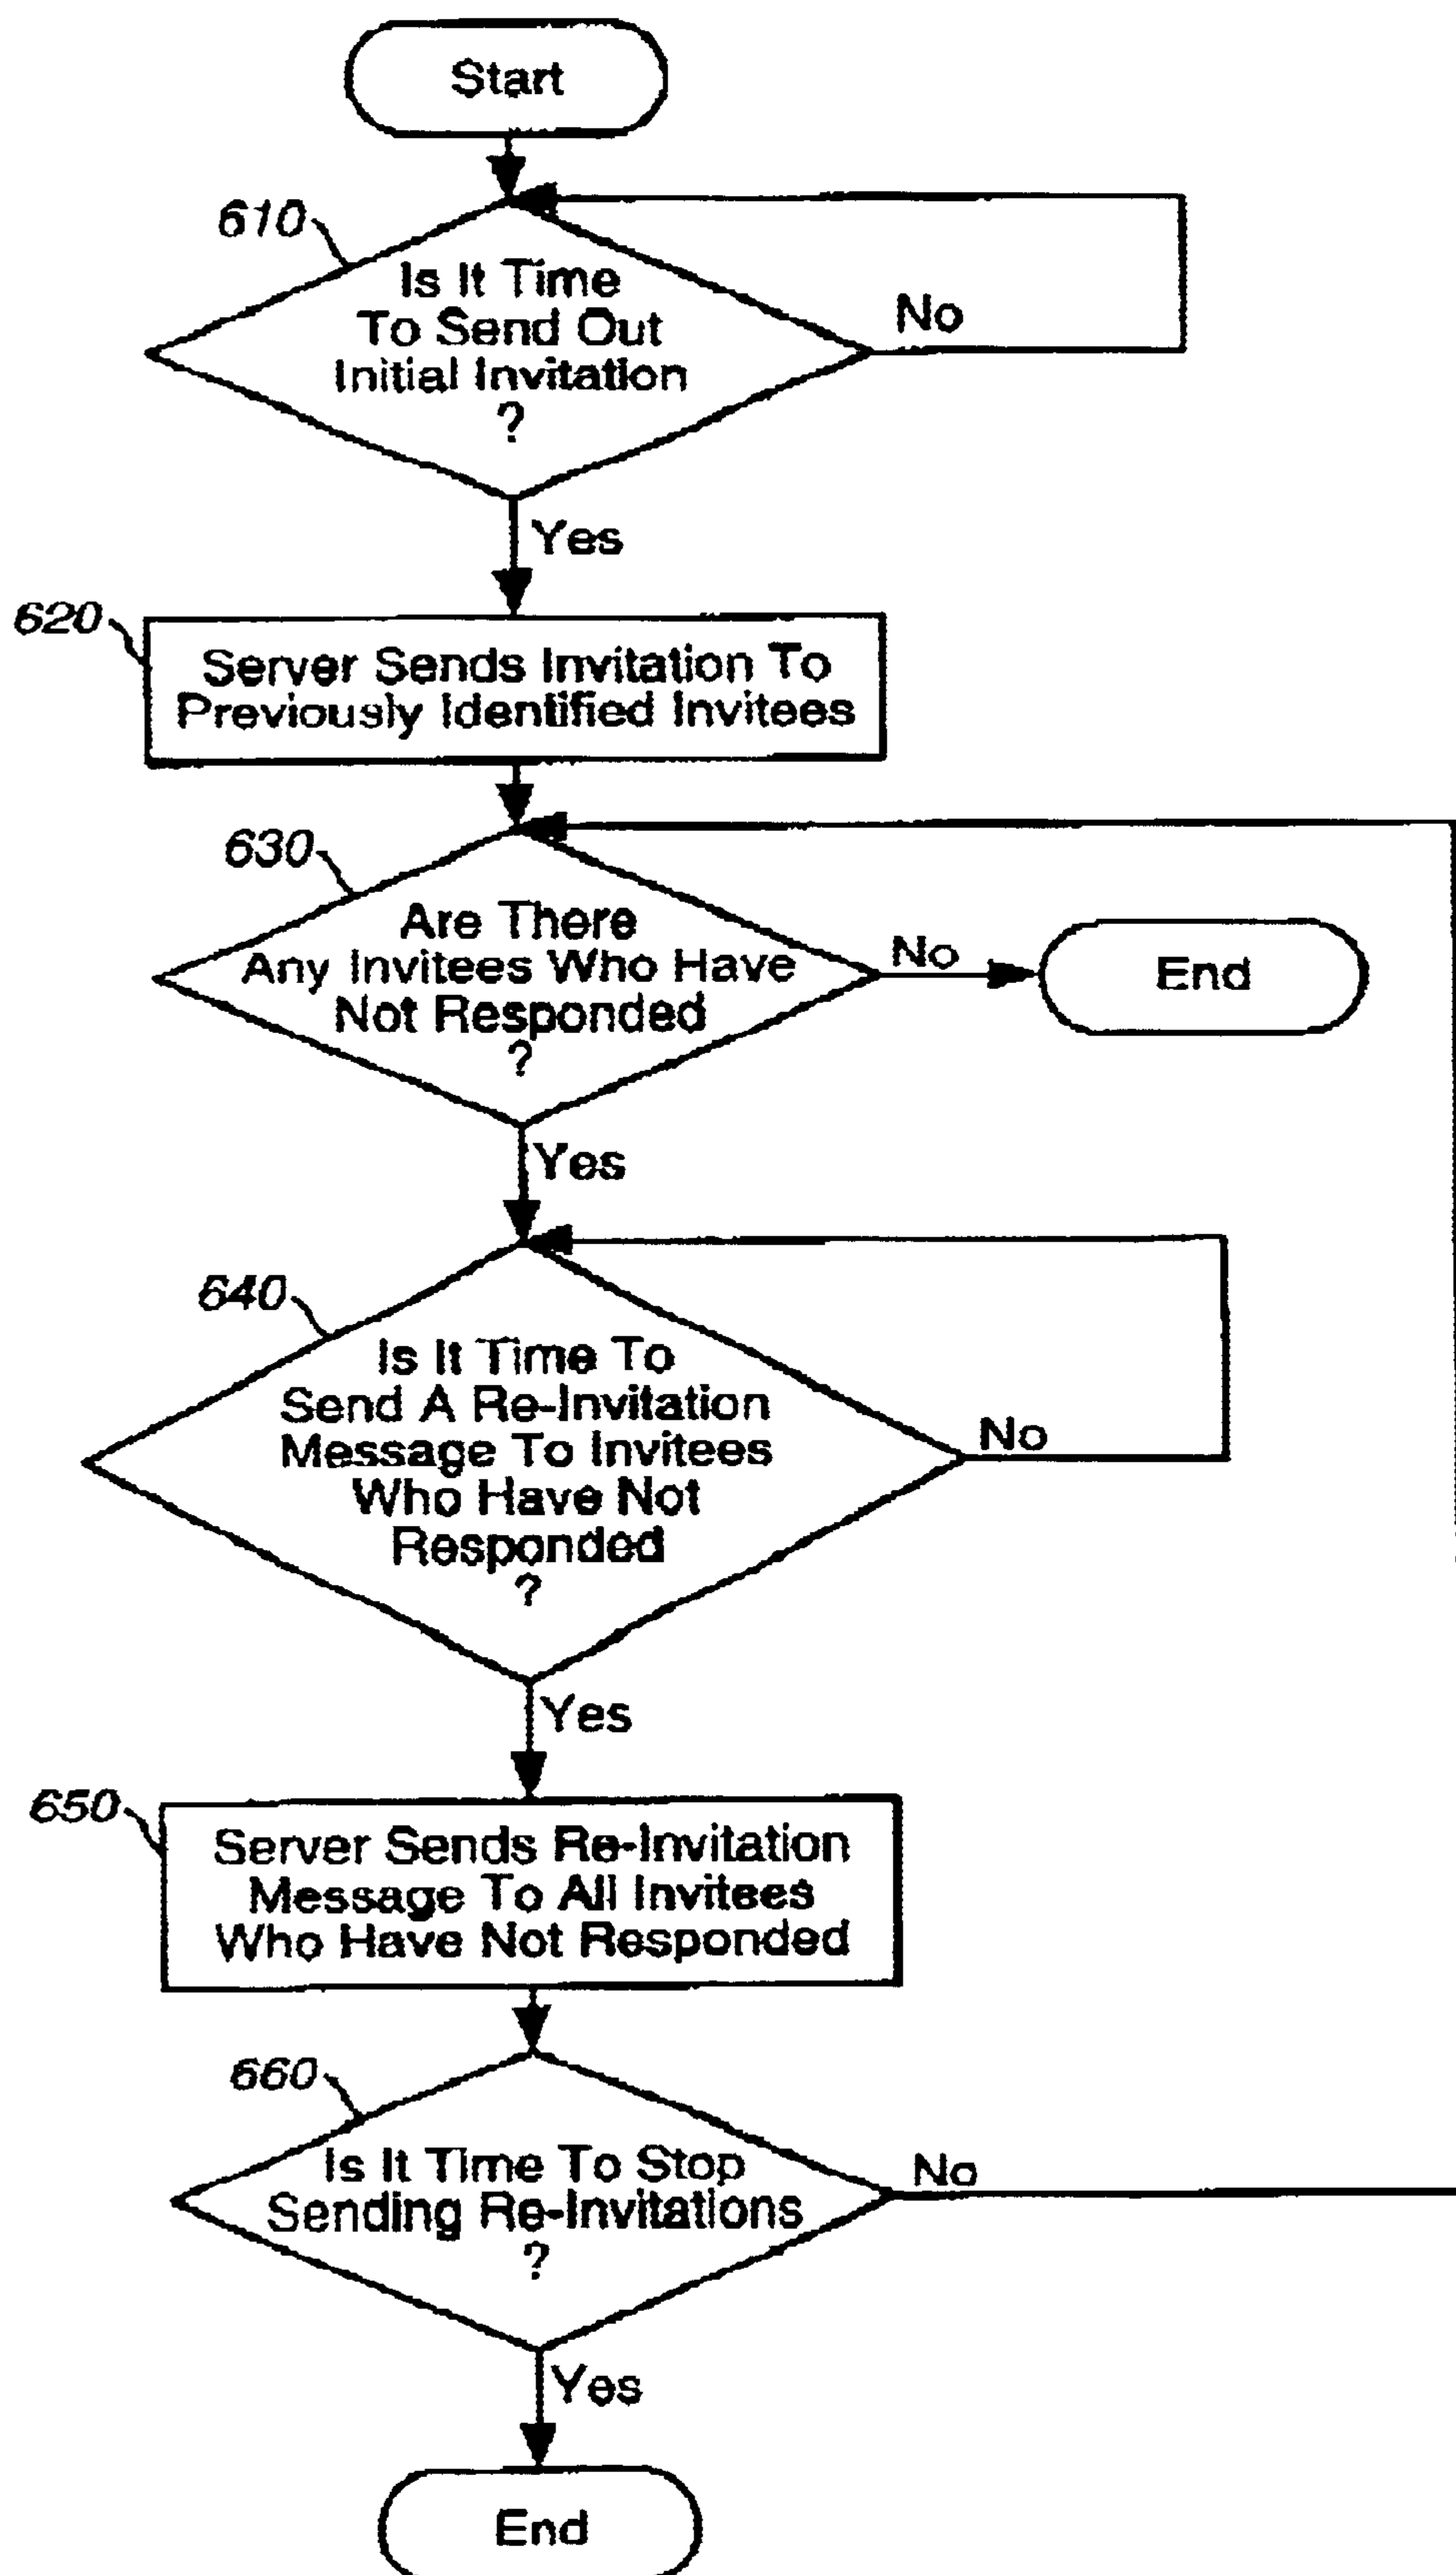 Start
610
Is It Time
To Send Out
Initial Invitation
?
No
Yes
620
Server Sends Invitation To
Previously Identified Invitees
630
Are There
Any Invitees Who Have
Not Responded
?
No
End
Yes
640
Is It Time To
Send A Re-Invitation
Message To Invitees
Who Have Not
Responded
?
No
Yes
650
Server Sends Re-Invitation
Message To All Invitees
Who Have Not Responded
660
Is It Time To Stop
Sending Re-Invitations
?
No
Yes
End